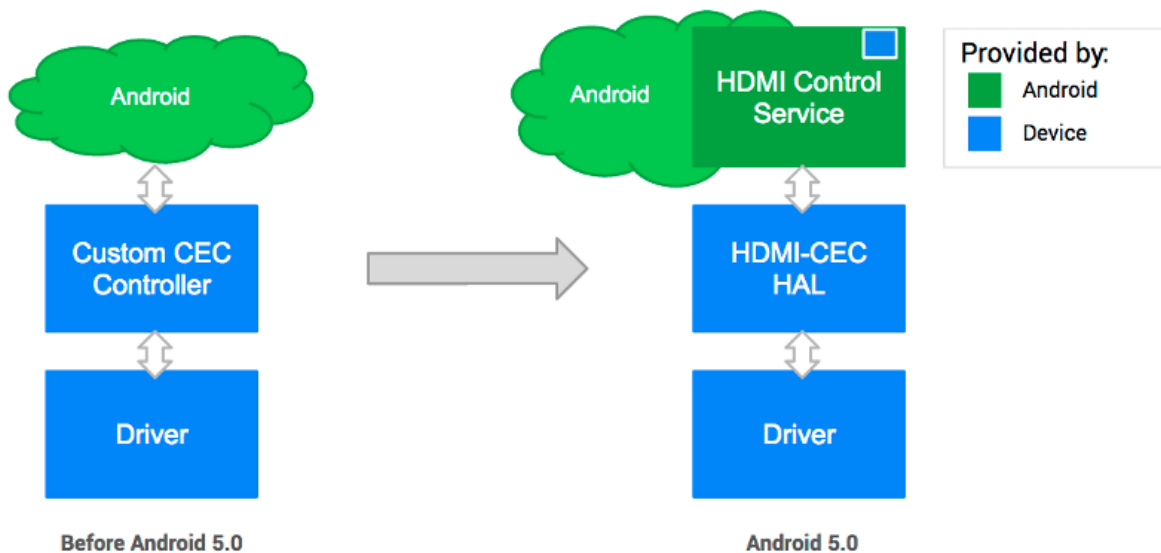 Android
Custom CEC
Controller
Driver
Before Android 5.0
Android
HDMI Control
Service
HDMI-CEC
HAL
Driver
Android 5.0
Provided by:
Android
Device